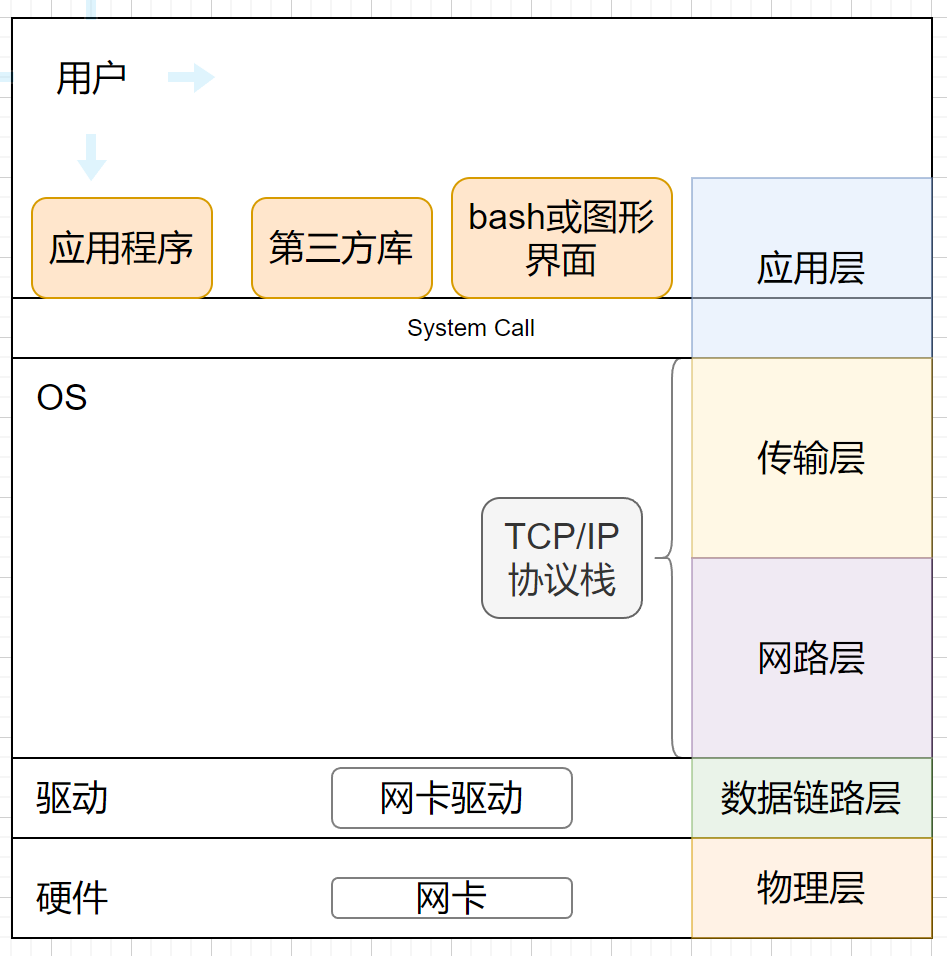 用户
应用程序
第三方库
bash或图形
界面
应用层
System Call
OS
传输层
TCP/IP
协议栈
网路层
驱动
网卡驱动
数据链路层
硬件
网卡
物理层